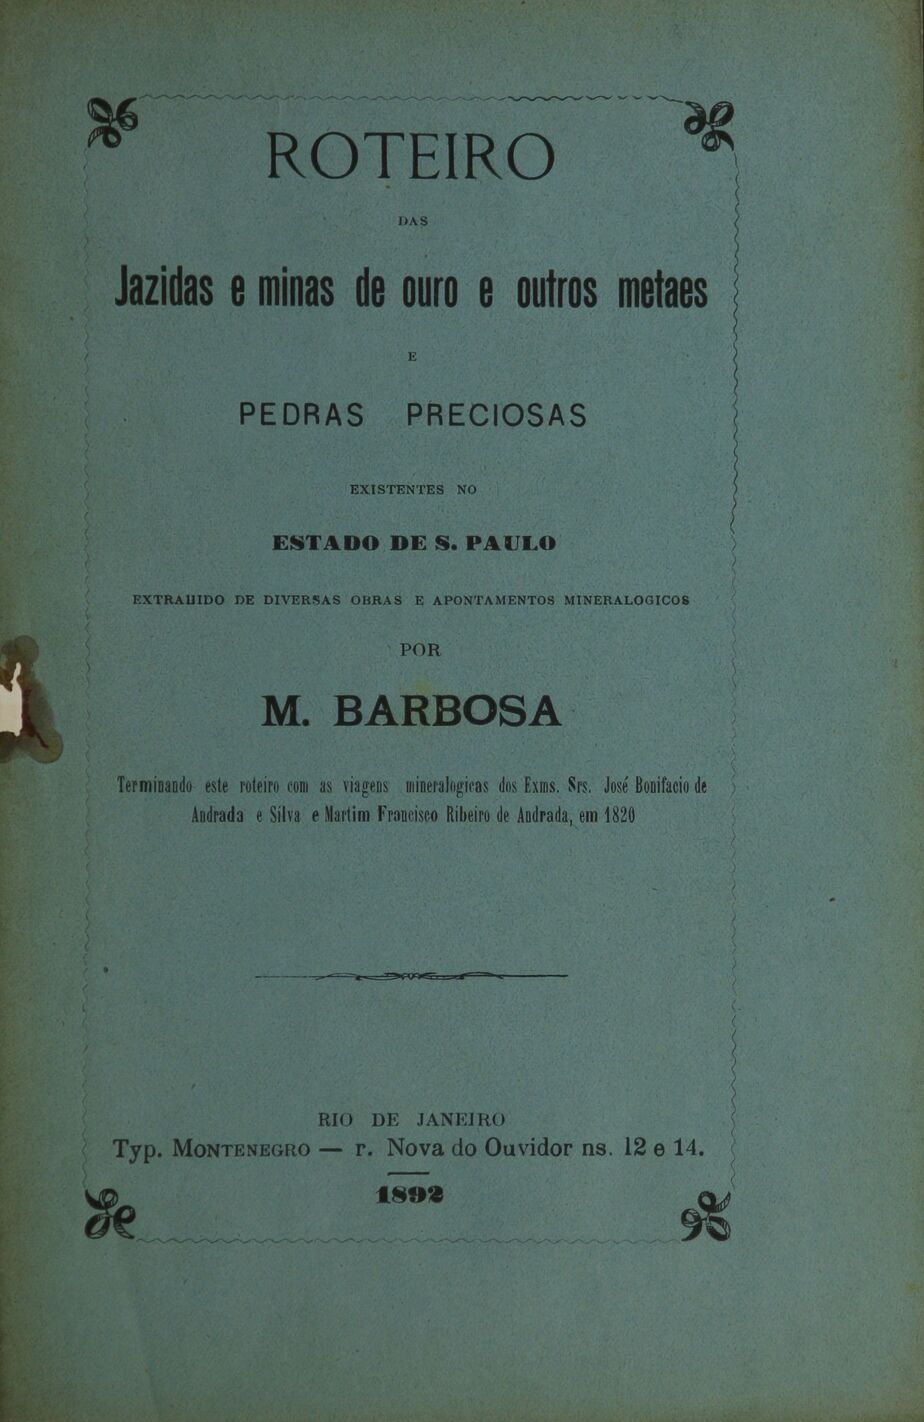 ROTEIRO
DAS
Jazidas e minas de ouro e outros metaes
E
PEDRAS PRECIOSAS
EXISTENTES NO
ESTADO DE S. PAULO
EXTRAHIDO DE DIVERSAS OBRAS E APONTAMENTOS MINERALOGICOS
POR
M. BARBOSA
Terminando este roteiro com as viagens mineralogicas dos Exms. Srs. José Bonifacio de
Andrada e Silva e Martim Francisco Ribeiro de Andrada, em 1820
RIO DE JANEIRO
Typ. MONTENEGRO — r. Nova do Ouvidor ns. 12 e 14.
1892